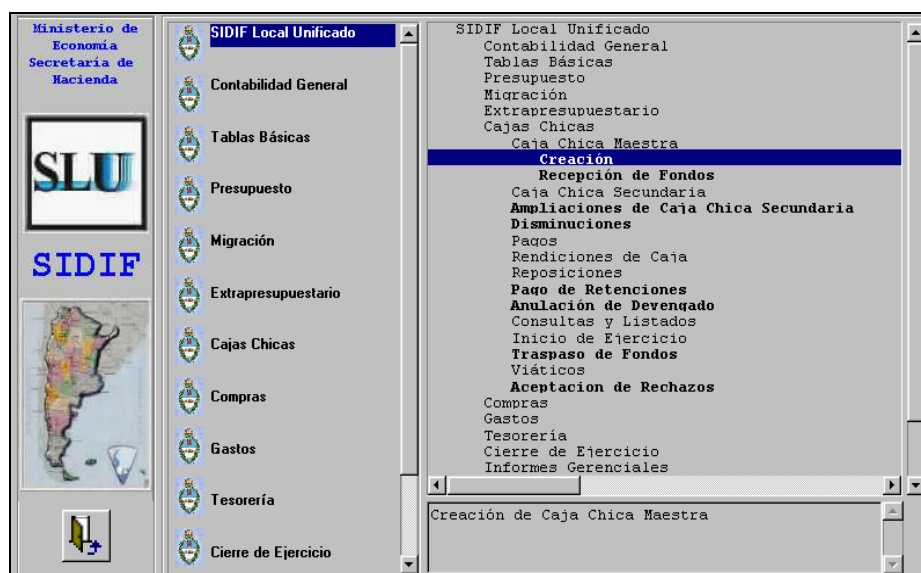 Ministerio de
Economía
Secretaría de
Hacienda
SLU
SIDIF
SIDIF Local Unificado
Contabilidad General
Tablas Básicas
Presupuesto
Migración
Extrapresupuestario
Cajas Chicas
Compras
Gastos
Tesorería
Cierre de Ejercicio
SIDIF Local Unificado
Contabilidad General
Tablas Básicas
Presupuesto
Migración
Extrapresupuestario
Cajas Chicas
Caja Chica Maestra
Creación
Recepción de Fondos
Caja Chica Secundaria
Ampliaciones de Caja Chica Secundaria
Disminuciones
Pagos
Rendiciones de Caja
Reposiciones
Pago de Retenciones
Anulación de Devengado
Consultas y Listados
Inicio de Ejercicio
Traspaso de Fondos
Viáticos
Aceptacion de Rechazos
Compras
Gastos
Tesorería
Cierre de Ejercicio
Informes Gerenciales
Creación de Caja Chica Maestra